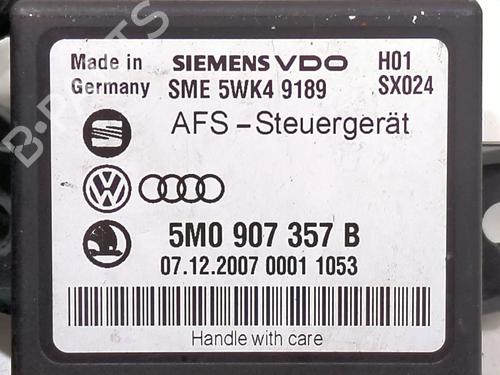 Made in Germany
SIEMENS VDO
H01
SME 5WK4 9189
SX024
AFS-Steuergerät
5M0 907 357 B
07.12.2007 0001 1053
Handle with care
B-PARTS